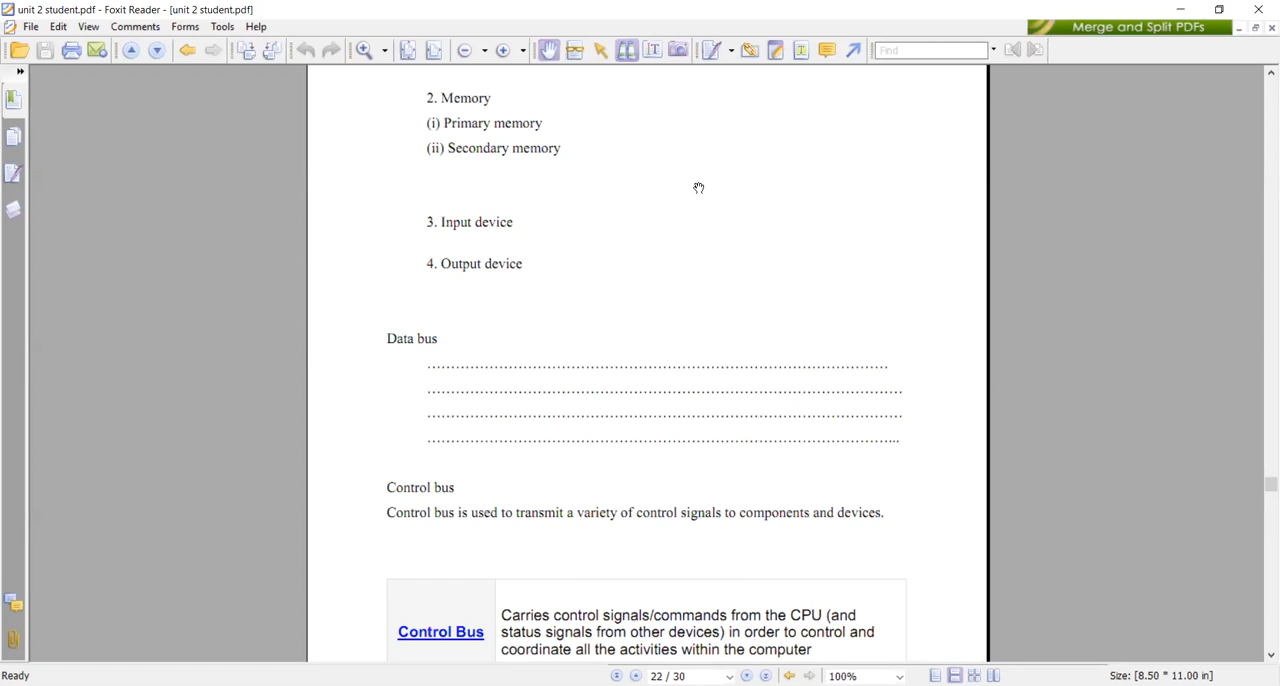 unit 2 student.pdf - Foxit Reader - [unit 2 student.pdf]
File Edit View Comments Forms Tools Help
Merge and Split PDFs
Find
2. Memory
(i) Primary memory
(ii) Secondary memory
3. Input device
4. Output device
Data bus
Control bus
Control bus is used to transmit a variety of control signals to components and devices.
Control Bus
Carries control signals/commands from the CPU (and
status signals from other devices) in order to control and
coordinate all the activities within the computer
Ready
22 / 30
100%
Size: [8.50 * 11.00 in]